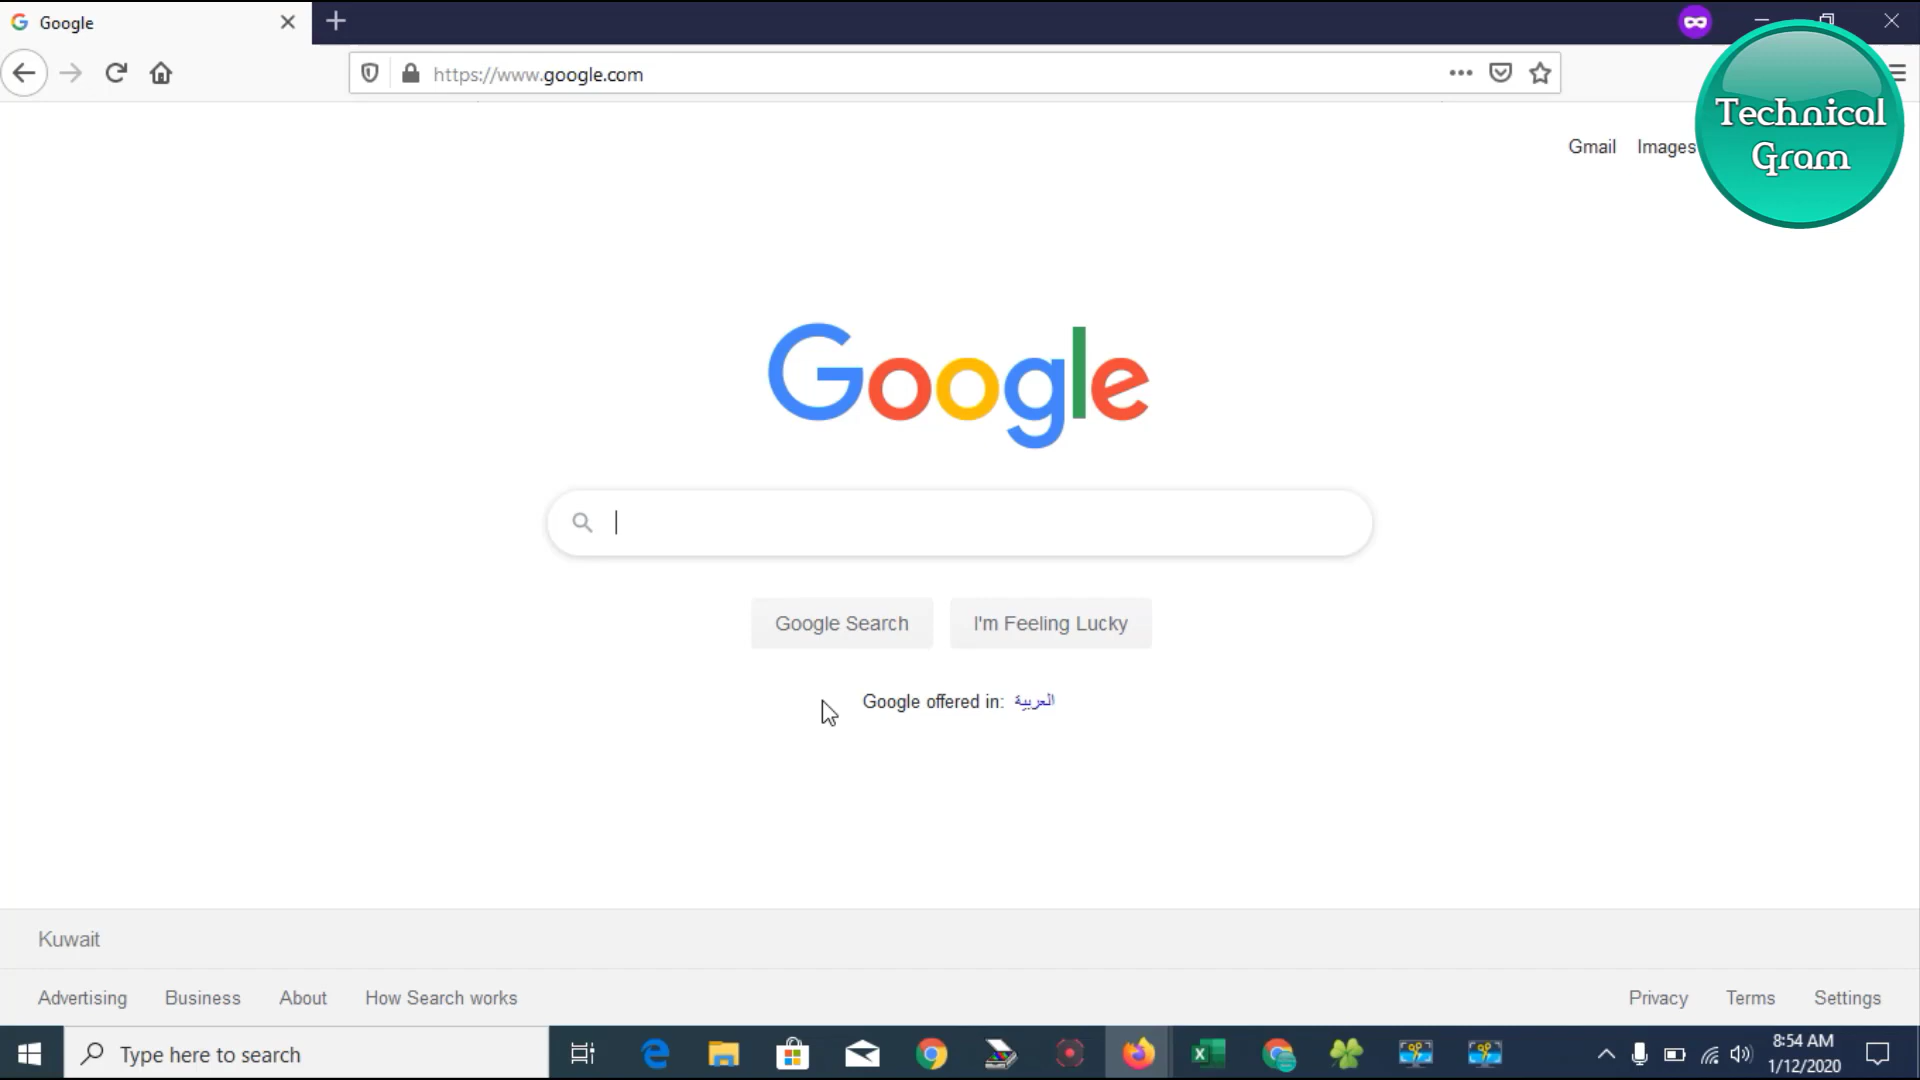 Google
https://www.google.com
Technical
Gram
Gmail Images
Google
Google Search I'm Feeling Lucky
Google offered in: العربية
Kuwait
Advertising Business About How Search works Privacy Terms Settings
Type here to search
8:54 AM
1/12/2020